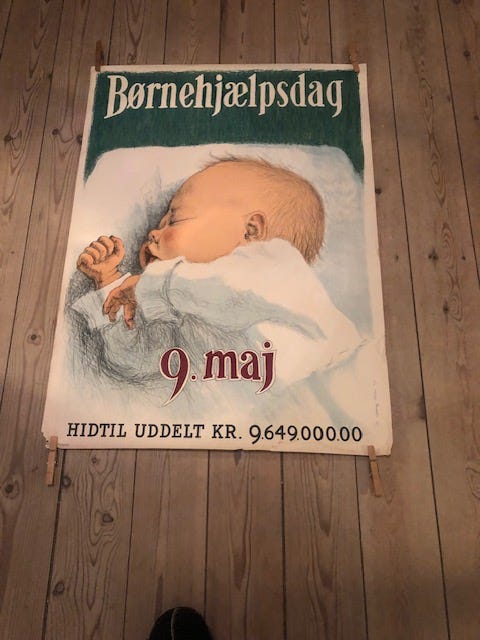 Børnehjælpsdag
9. maj
HIDTIL UDDELT KR. 9.649.000.00